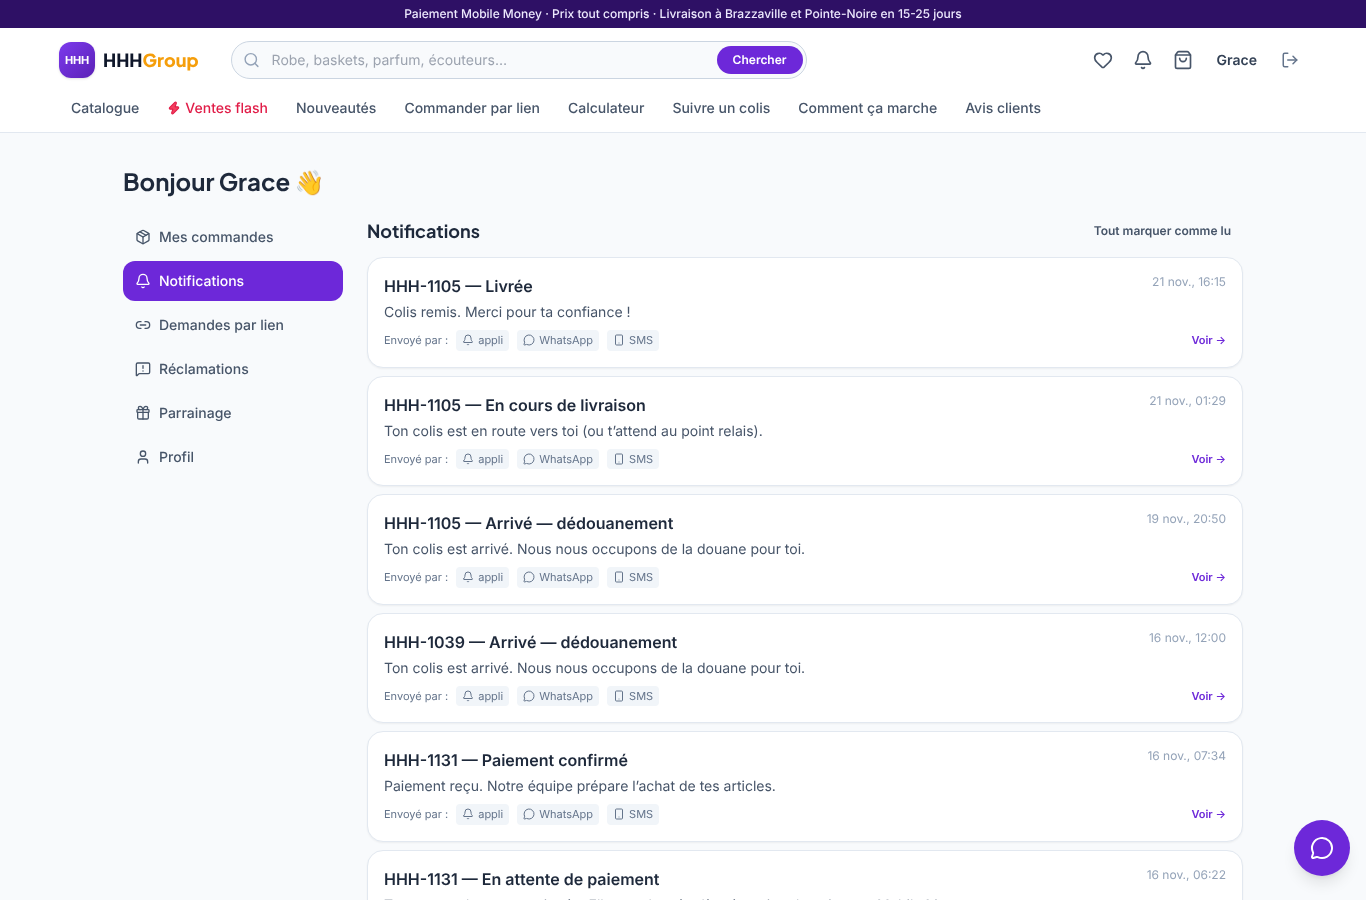 Paiement Mobile Money · Prix tout compris · Livraison à Brazzaville et Pointe-Noire en 15-25 jours
HHH HHHGroup
Robe, baskets, parfum, écouteurs...
Chercher
Grace
Catalogue
Ventes flash
Nouveautés
Commander par lien
Calculateur
Suivre un colis
Comment ça marche
Avis clients
Bonjour Grace 👋
Mes commandes
Notifications
Demandes par lien
Réclamations
Parrainage
Profil
Notifications
Tout marquer comme lu
HHH-1105 — Livrée
21 nov., 16:15
Colis remis. Merci pour ta confiance !
Envoyé par : appli WhatsApp SMS
Voir →
HHH-1105 — En cours de livraison
21 nov., 01:29
Ton colis est en route vers toi (ou t’attend au point relais).
Envoyé par : appli WhatsApp SMS
Voir →
HHH-1105 — Arrivé — dédouanement
19 nov., 20:50
Ton colis est arrivé. Nous nous occupons de la douane pour toi.
Envoyé par : appli WhatsApp SMS
Voir →
HHH-1039 — Arrivé — dédouanement
16 nov., 12:00
Ton colis est arrivé. Nous nous occupons de la douane pour toi.
Envoyé par : appli WhatsApp SMS
Voir →
HHH-1131 — Paiement confirmé
16 nov., 07:34
Paiement reçu. Notre équipe prépare l’achat de tes articles.
Envoyé par : appli WhatsApp SMS
Voir →
HHH-1131 — En attente de paiement
16 nov., 06:22